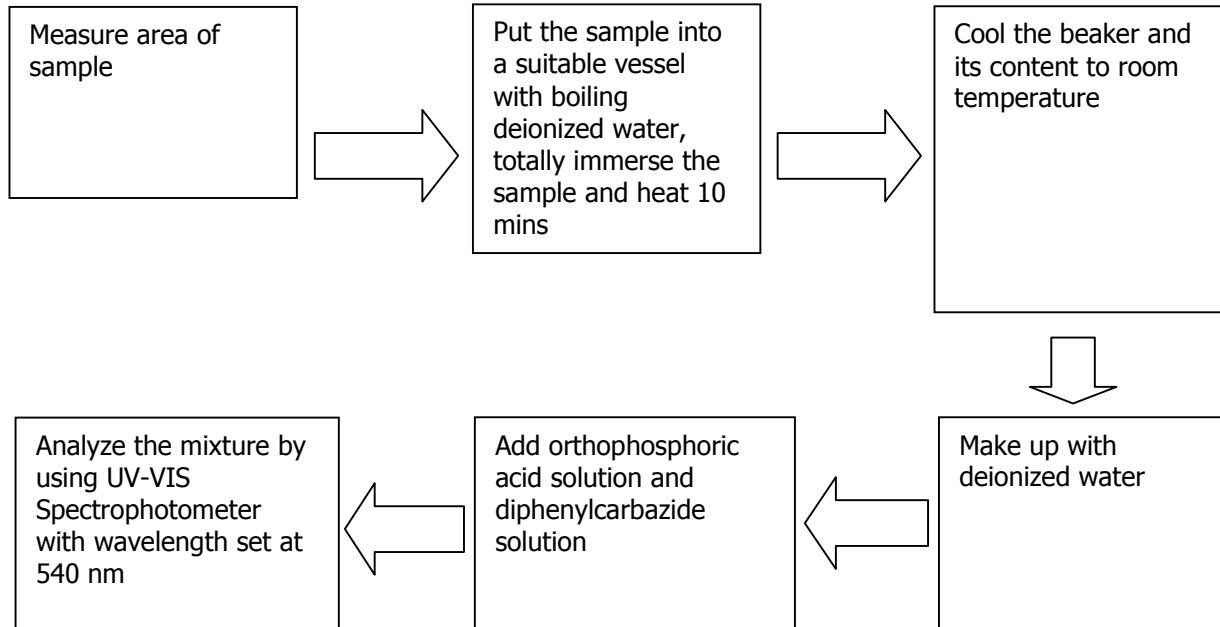 Measure area of
sample
Put the sample into
a suitable vessel
with boiling
deionized water,
totally immerse the
sample and heat 10
mins
Cool the beaker and
its content to room
temperature
Make up with
deionized water
Add orthophosphoric
acid solution and
diphenylcarbazide
solution
Analyze the mixture by
using UV-VIS
Spectrophotometer
with wavelength set at
540 nm